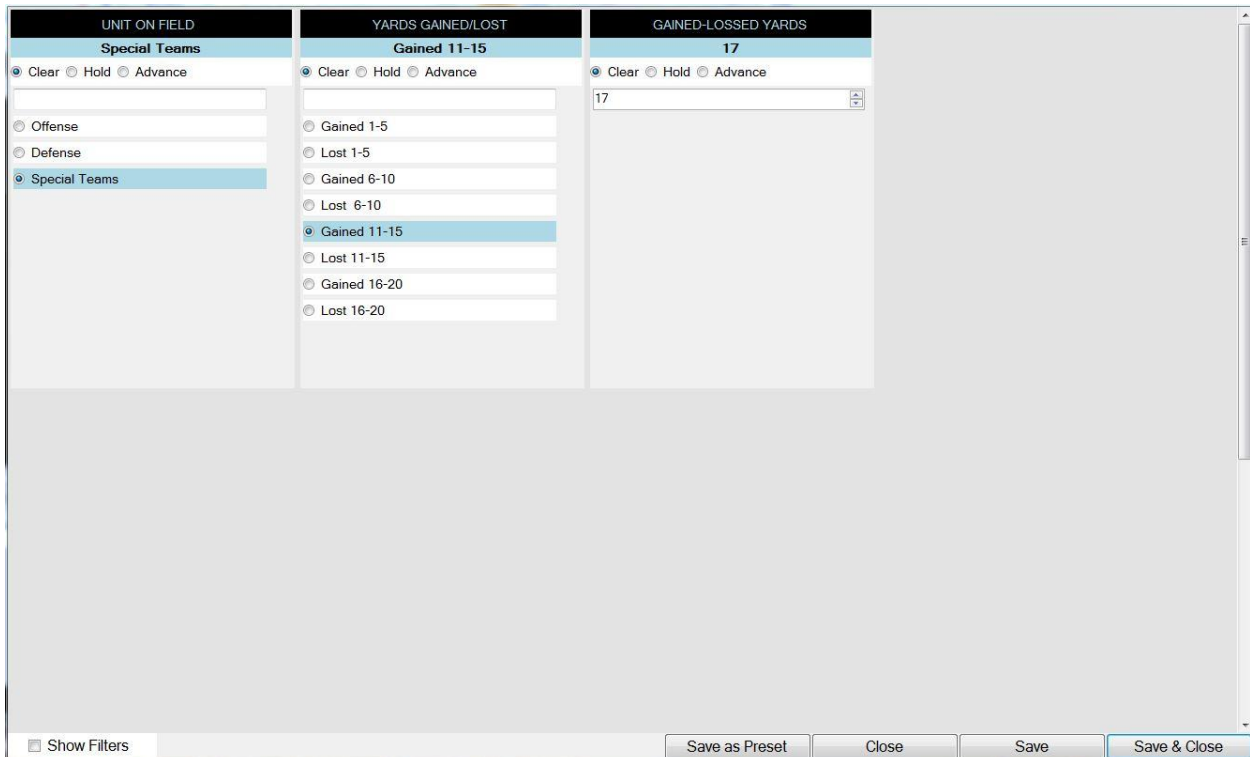 UNIT ON FIELD
Special Teams
Clear Hold Advance
Offense
Defense
Special Teams
YARDS GAINED/LOST
Gained 11-15
Clear Hold Advance
Gained 1-5
Lost 1-5
Gained 6-10
Lost 6-10
Gained 11-15
Lost 11-15
Gained 16-20
Lost 16-20
GAINED-LOSSED YARDS
17
Clear Hold Advance
17
Show Filters
Save as Preset
Close
Save
Save & Close